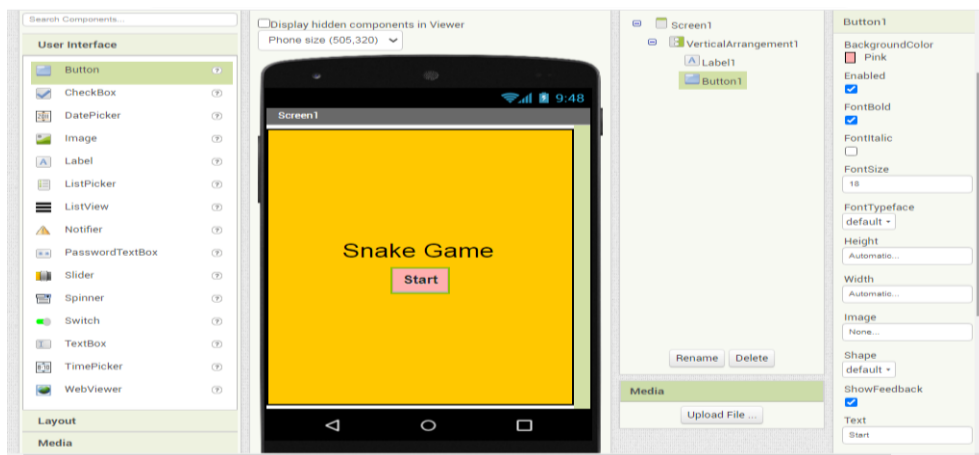 Search Components...
User Interface
Button
CheckBox
DatePicker
Image
Label
ListPicker
ListView
Notifier
PasswordTextBox
Slider
Spinner
Switch
TextBox
TimePicker
WebViewer
Layout
Media
Display hidden components in Viewer
Phone size (505,320)
9:48
Screen1
Snake Game
Start
Screen1
VerticalArrangement1
Label1
Button1
Rename Delete
Media
Upload File ...
Button1
BackgroundColor
Pink
Enabled
FontBold
FontItalic
FontSize
18
FontTypeface
default
Height
Automatic...
Width
Automatic...
Image
None...
Shape
default
ShowFeedback
Text
Start